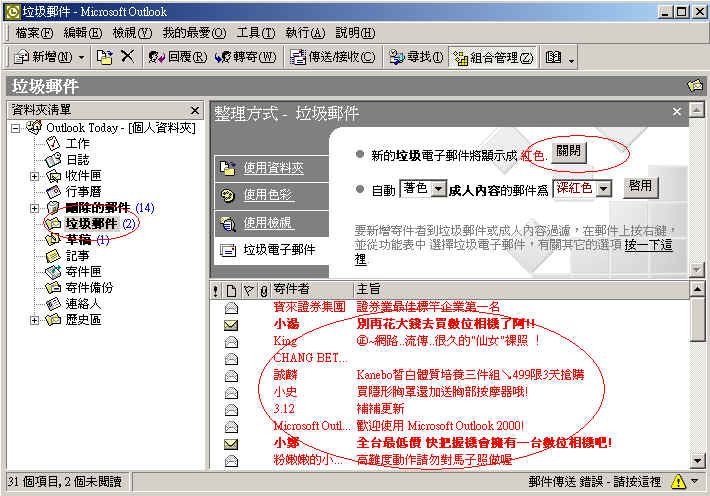 垃圾郵件 - Microsoft Outlook
檔案(F) 編輯(E) 檢視(V) 我的最愛(O) 工具(T) 執行(A) 說明(H)
新增(N) 回覆(R) 轉寄(W) 傳送/接收(C) 尋找(I) 組合管理(Z)
垃圾郵件
資料夾清單
Outlook Today - [個人資料夾]
工作
日誌
收件匣
行事曆
刪除的郵件 (14)
垃圾郵件 (2)
草稿 (1)
記事
寄件匣
寄件備份
連絡人
歷史區
整理方式 - 垃圾郵件
使用資料夾
使用色彩
使用檢視
垃圾電子郵件
新的垃圾電子郵件將顯示成 紅色. 關閉
自動 著色 成人內容的郵件為 深紅色 啓用
要新增寄件者到垃圾郵件或成人內容過濾，在郵件上按右鍵，
並從功能表中選擇垃圾電子郵件，有關其它的選項 按一下這
裡.
寄件者 主旨
寶來證券集團 證券業最佳標竿企業第一名
小湯 別再花大錢去買數位相機了阿!!
King ㊣~網路..流傳..很久的"仙女"裸照 ！
CHANG BET...
誠麟 Kanebo皙白體質培養三件組↘499限3天搶購
小史 買隱形胸罩還加送胸部按摩器哦!
3.12 補補更新
Microsoft Outl... 歡迎使用 Microsoft Outlook 2000!
小鄭 全台最低價 快把握機會擁有一台數位相機吧!
粉嫩嫩的小... 高難度動作請勿對馬子照做喔
31 個項目, 2 個未閱讀
郵件傳送 錯誤 - 請按這裡